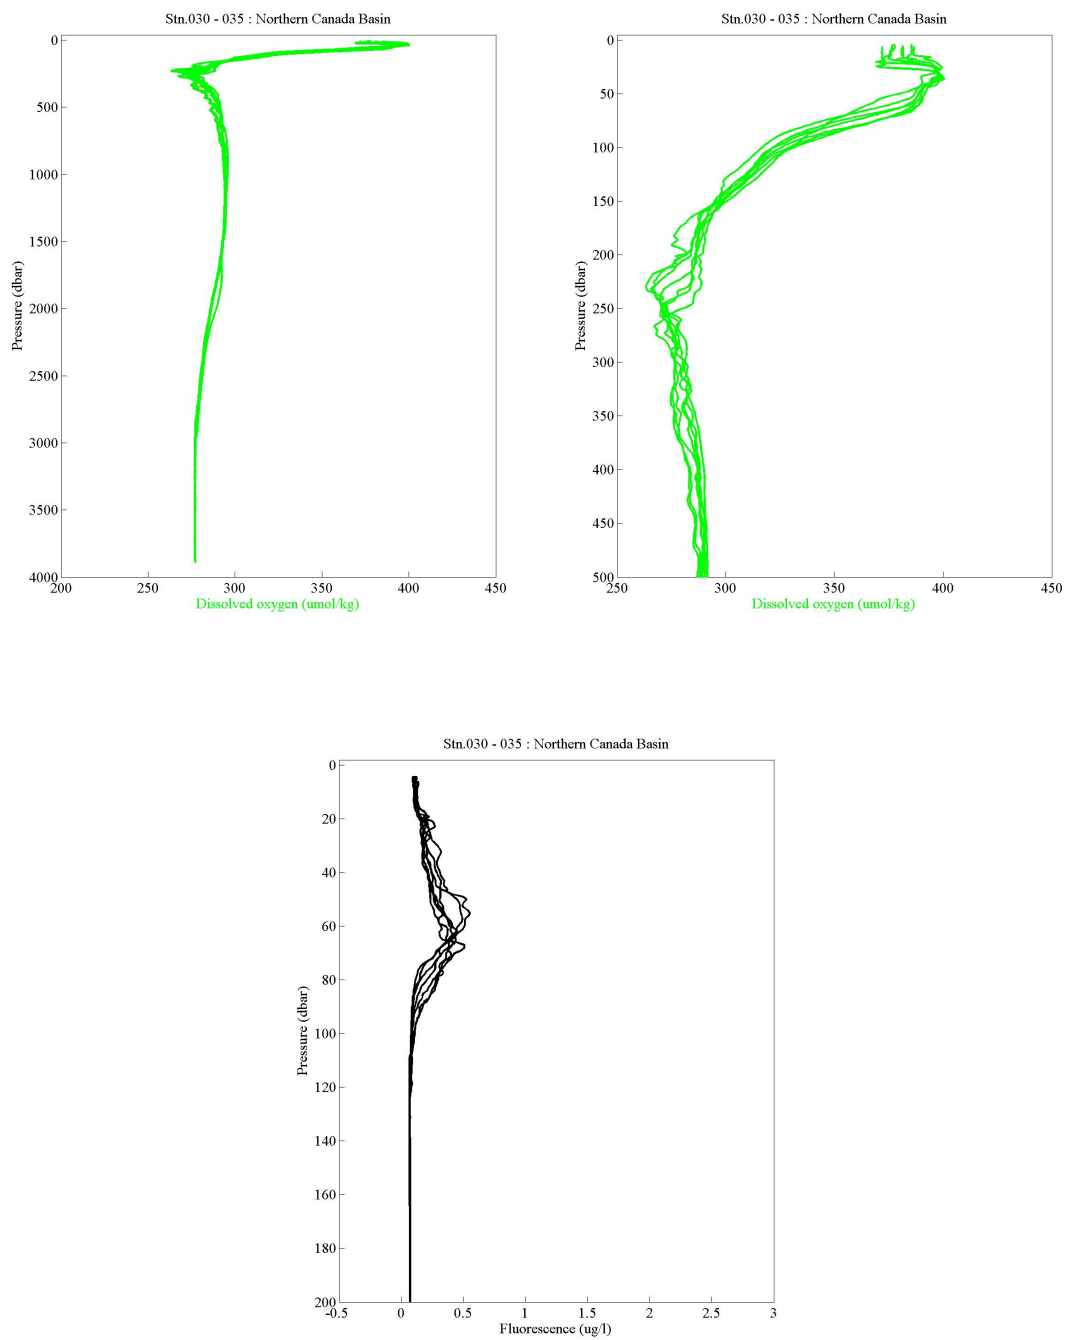 Stn.030 - 035 : Northern Canada Basin
0
500
1000
1500
2000
2500
3000
3500
4000
Pressure (dbar)
200 250 300 350 400 450
Dissolved oxygen (umol/kg)
Stn.030 - 035 : Northern Canada Basin
0
50
100
150
200
250
300
350
400
450
500
Pressure (dbar)
250 300 350 400 450
Dissolved oxygen (umol/kg)
Stn.030 - 035 : Northern Canada Basin
0
20
40
60
80
100
120
140
160
180
200
Pressure (dbar)
-0.5 0 0.5 1 1.5 2 2.5 3
Fluorescence (ug/l)